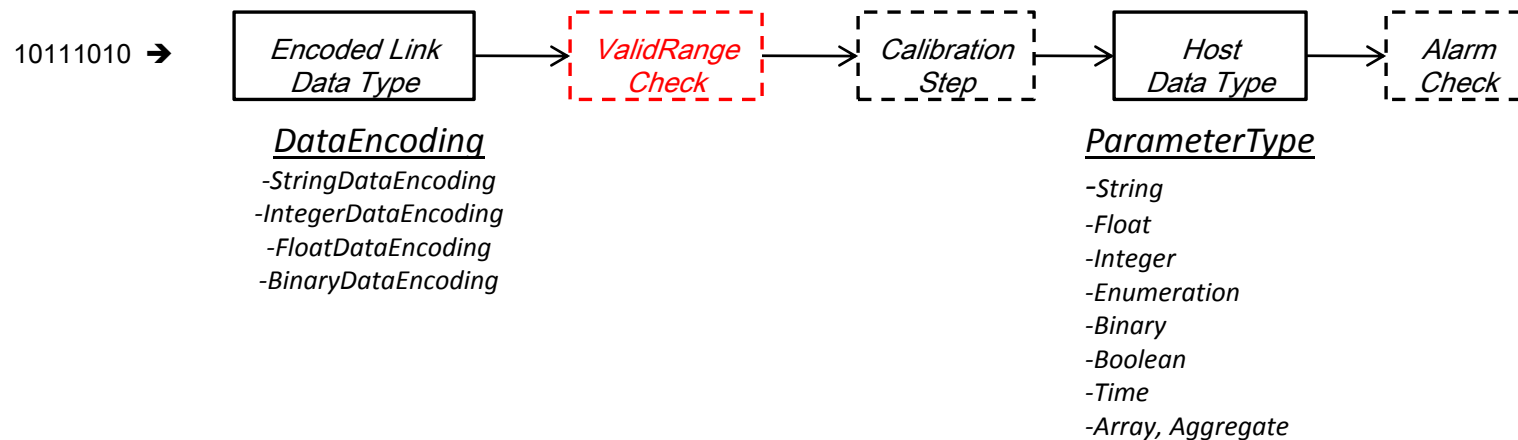 10111010 ➔
Encoded Link
Data Type
ValidRange
Check
Calibration
Step
Host
Data Type
Alarm
Check
DataEncoding
-StringDataEncoding
-IntegerDataEncoding
-FloatDataEncoding
-BinaryDataEncoding
ParameterType
-String
-Float
-Integer
-Enumeration
-Binary
-Boolean
-Time
-Array, Aggregate